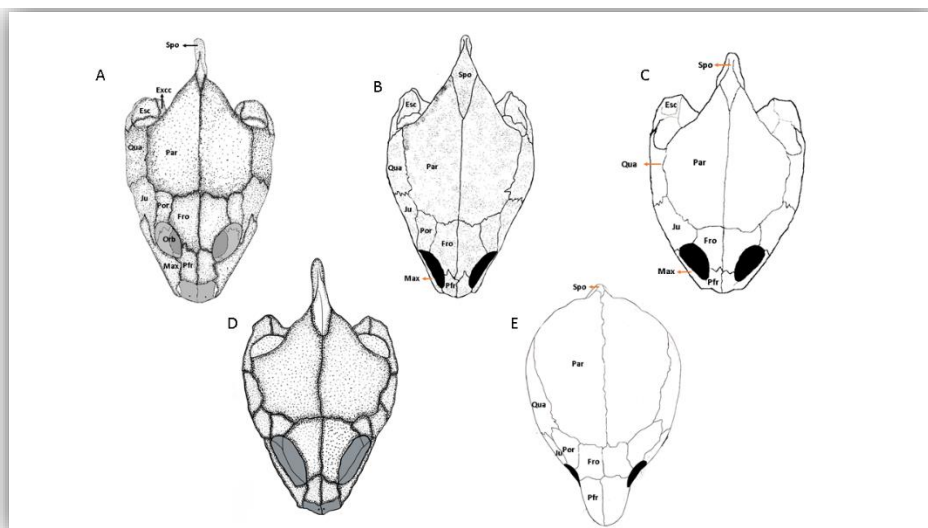 A
Spo
Excc
Esc
Qua
Par
Ju
Por
Fro
Orb
Max
Pfr
B
Spo
Esc
Par
Qua
Ju
Por
Fro
Max
Pfr
C
Spo
Esc
Par
Qua
Ju
Fro
Max
Pfr
D
E
Spo
Par
Qua
Por
Ju
Fro
Pfr